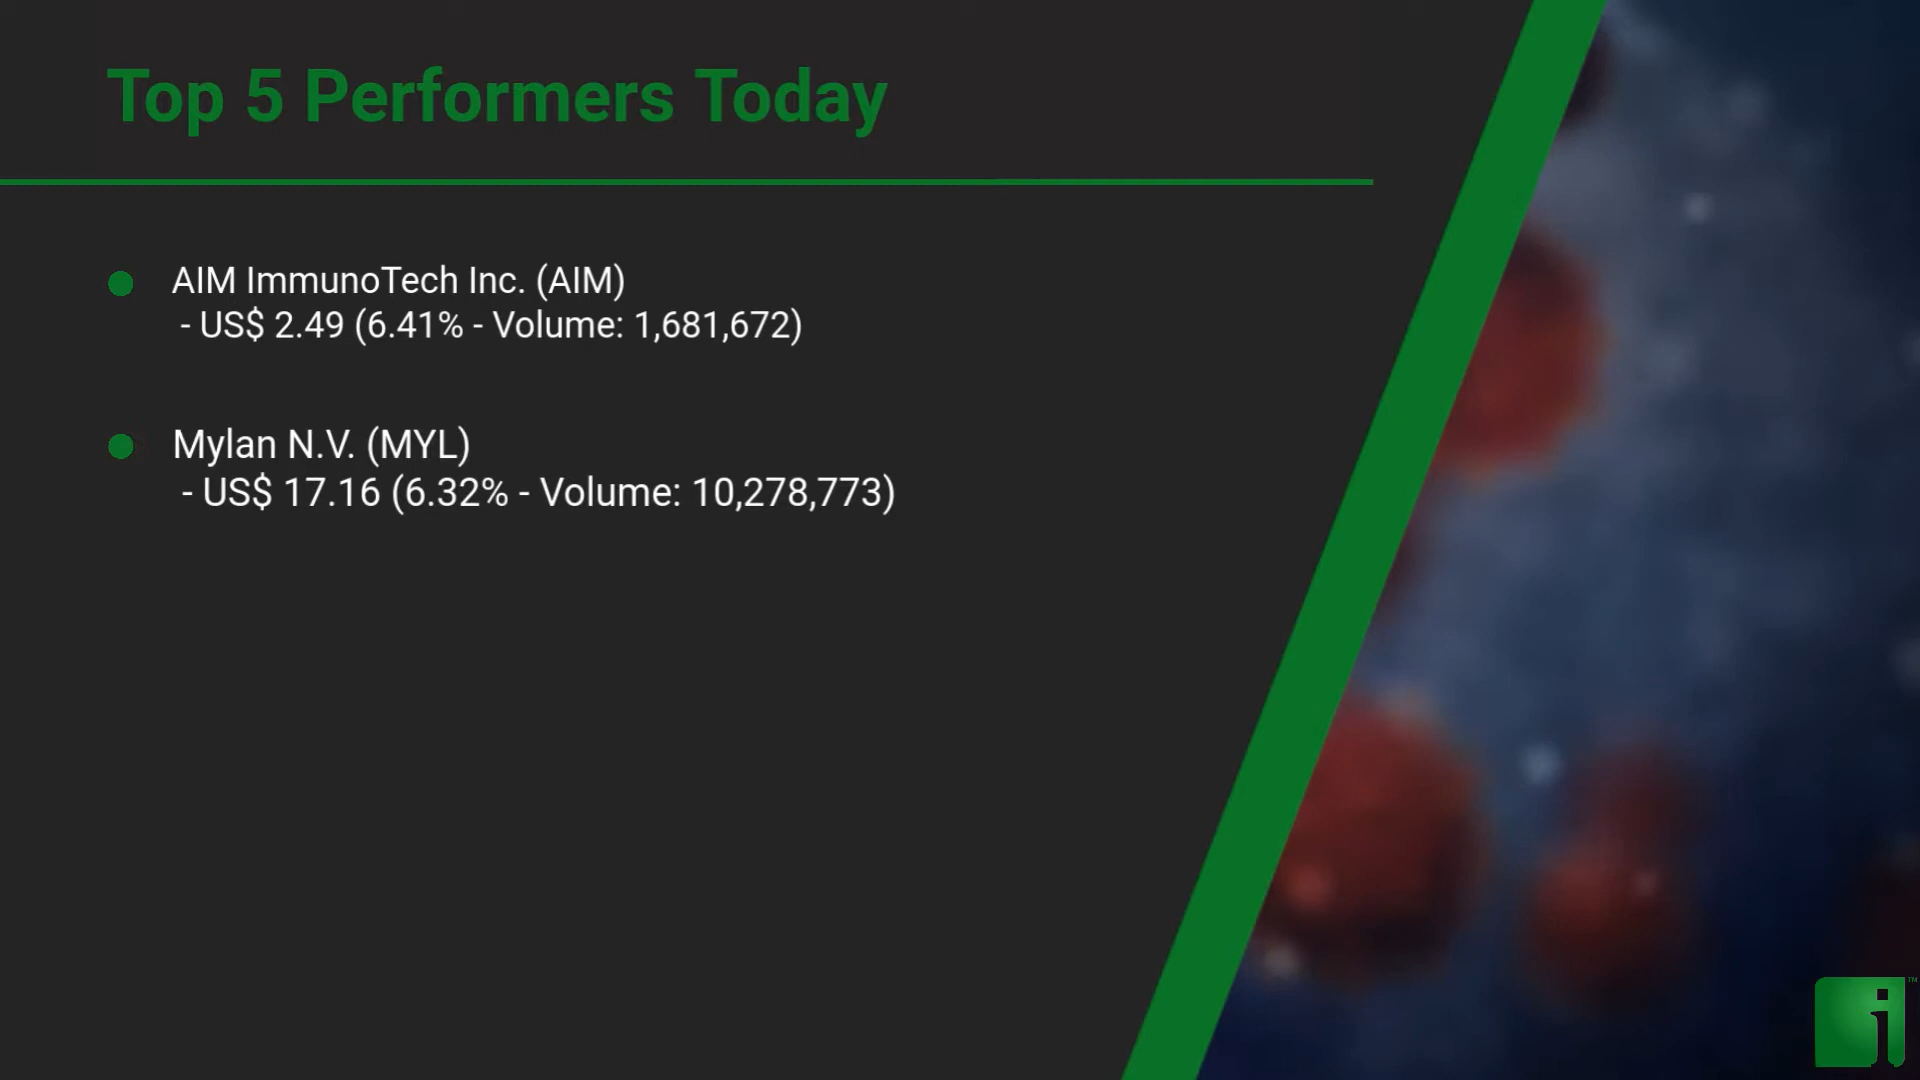 Top 5 Performers Today
AIM ImmunoTech Inc. (AIM)
- US$ 2.49 (6.41% - Volume: 1,681,672)
Mylan N.V. (MYL)
- US$ 17.16 (6.32% - Volume: 10,278,773)
i
TM